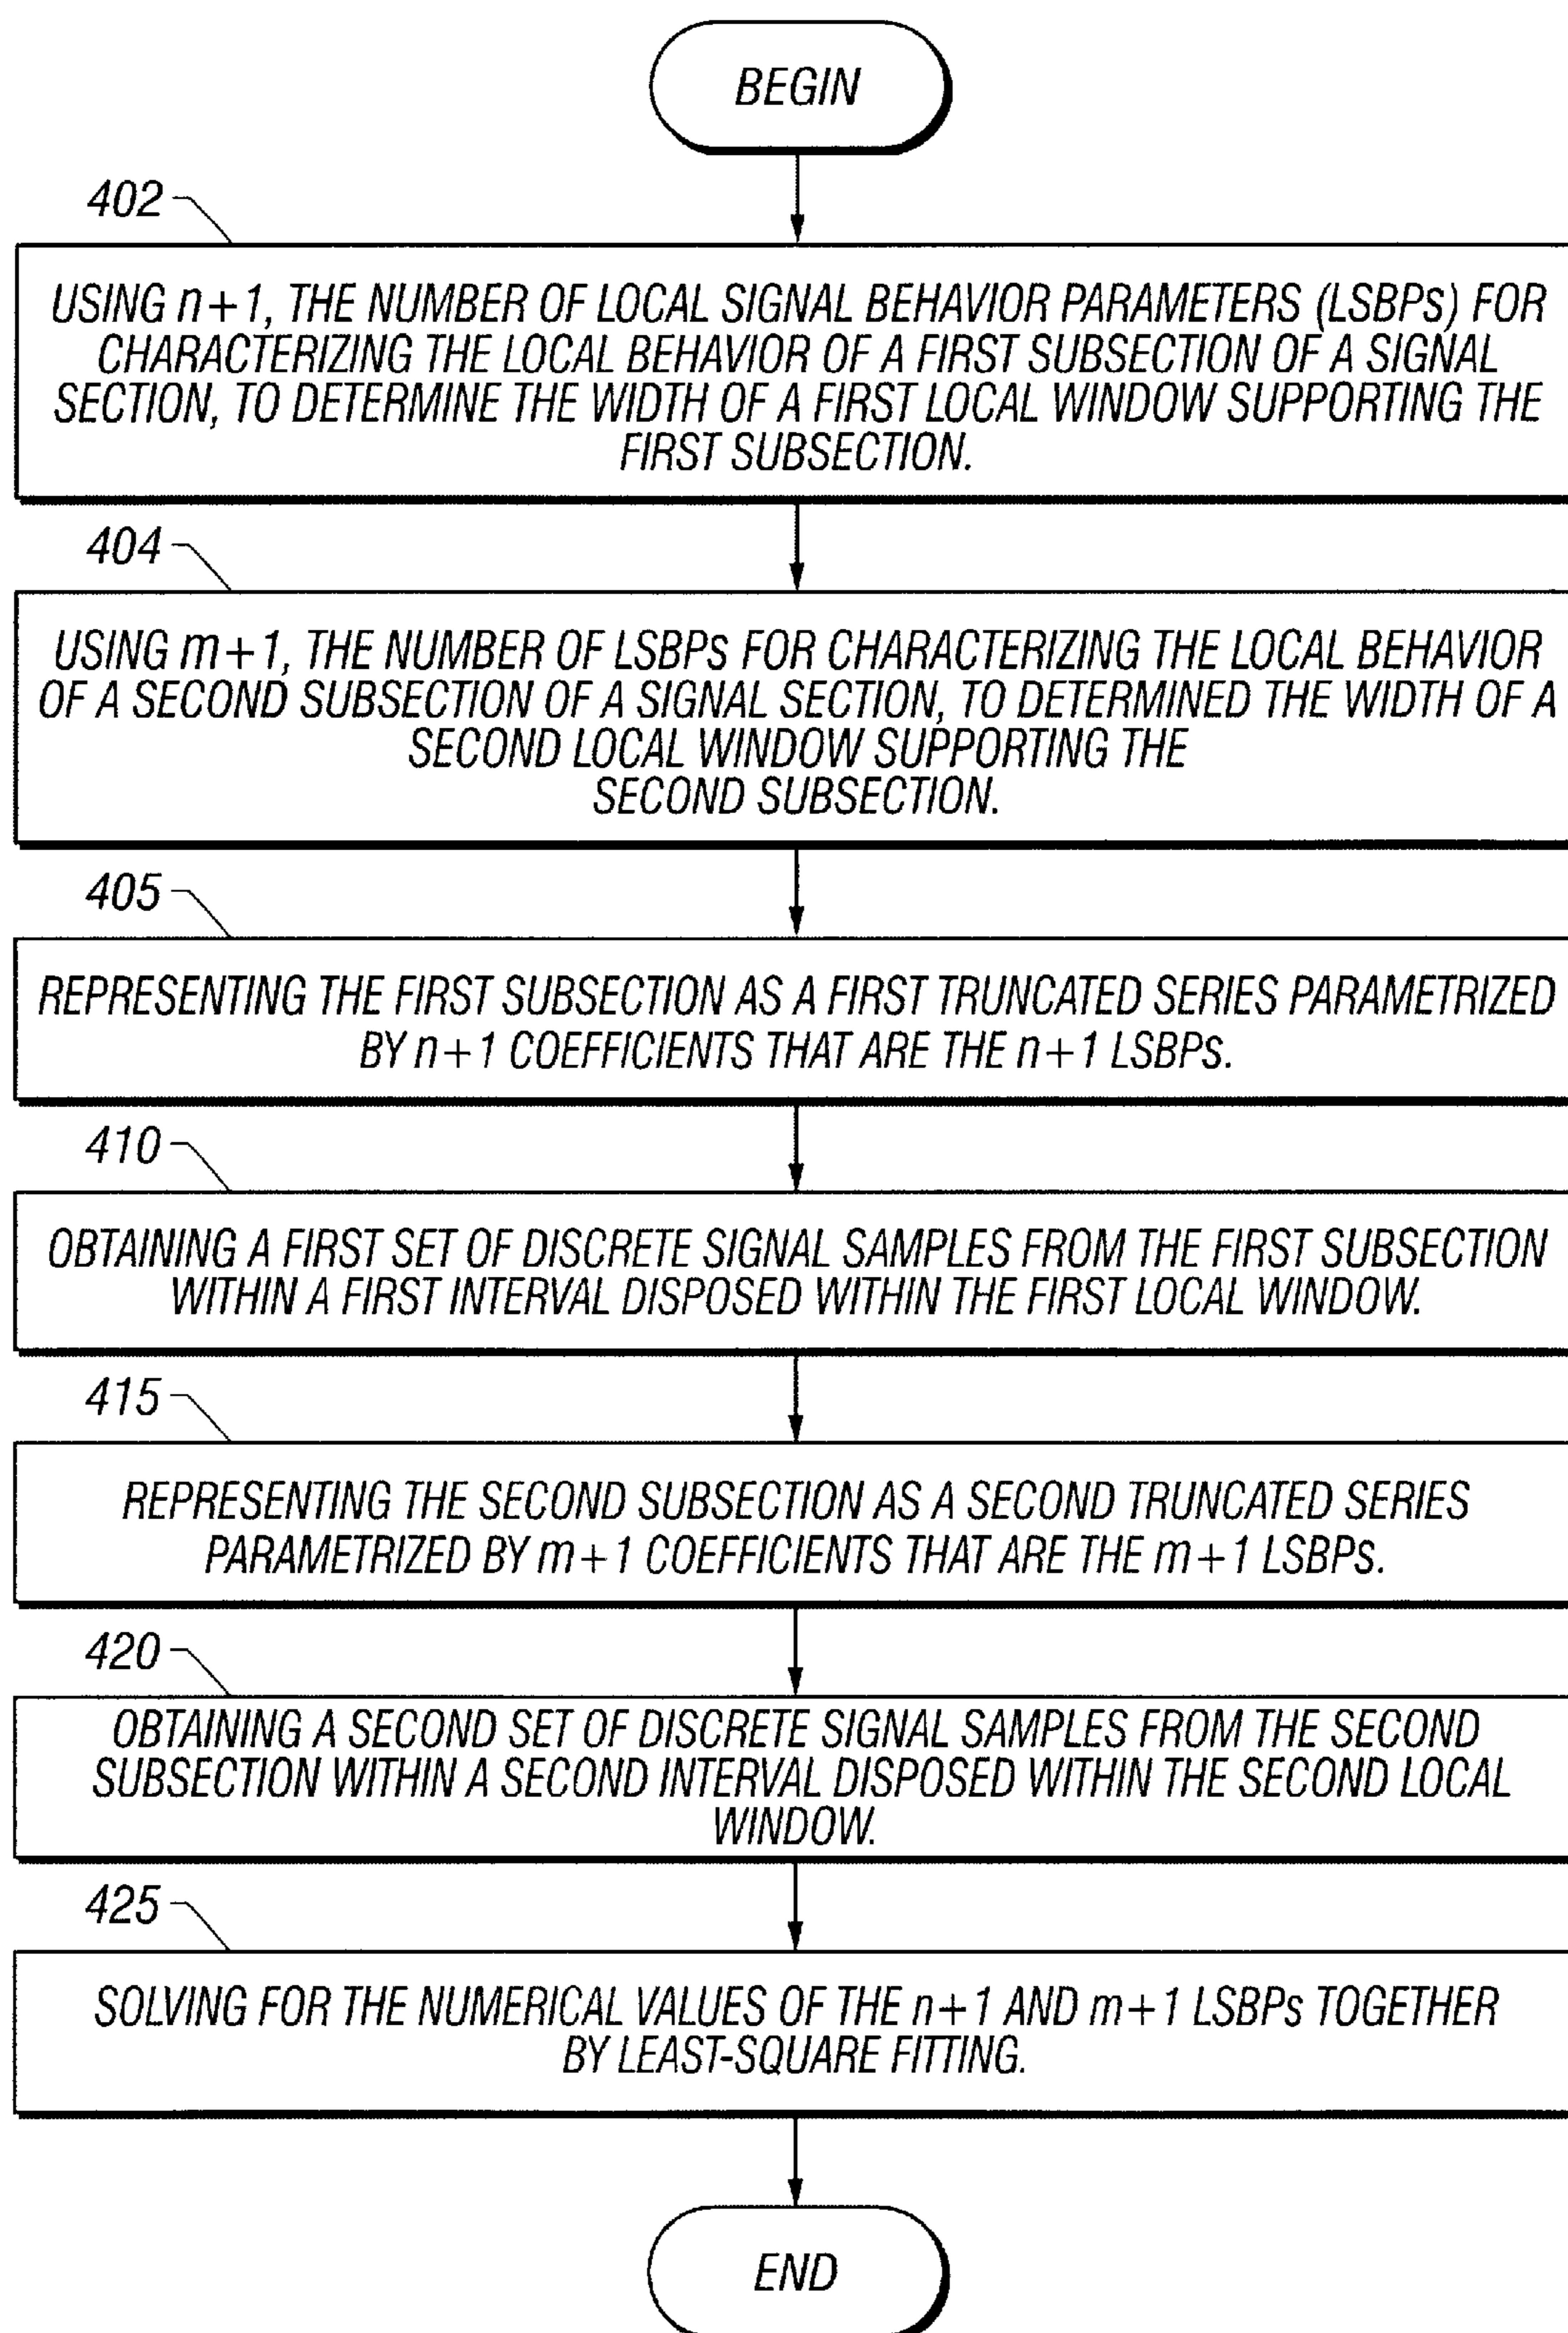 BEGIN
402
USING n+1, THE NUMBER OF LOCAL SIGNAL BEHAVIOR PARAMETERS (LSBPs) FOR
CHARACTERIZING THE LOCAL BEHAVIOR OF A FIRST SUBSECTION OF A SIGNAL
SECTION, TO DETERMINE THE WIDTH OF A FIRST LOCAL WINDOW SUPPORTING THE
FIRST SUBSECTION.
404
USING m+1, THE NUMBER OF LSBPs FOR CHARACTERIZING THE LOCAL BEHAVIOR
OF A SECOND SUBSECTION OF A SIGNAL SECTION, TO DETERMINED THE WIDTH OF A
SECOND LOCAL WINDOW SUPPORTING THE
SECOND SUBSECTION.
405
REPRESENTING THE FIRST SUBSECTION AS A FIRST TRUNCATED SERIES PARAMETRIZED
BY n+1 COEFFICIENTS THAT ARE THE n+1 LSBPs.
410
OBTAINING A FIRST SET OF DISCRETE SIGNAL SAMPLES FROM THE FIRST SUBSECTION
WITHIN A FIRST INTERVAL DISPOSED WITHIN THE FIRST LOCAL WINDOW.
415
REPRESENTING THE SECOND SUBSECTION AS A SECOND TRUNCATED SERIES
PARAMETRIZED BY m+1 COEFFICIENTS THAT ARE THE m+1 LSBPs.
420
OBTAINING A SECOND SET OF DISCRETE SIGNAL SAMPLES FROM THE SECOND
SUBSECTION WITHIN A SECOND INTERVAL DISPOSED WITHIN THE SECOND LOCAL
WINDOW.
425
SOLVING FOR THE NUMERICAL VALUES OF THE n+1 AND m+1 LSBPs TOGETHER
BY LEAST-SQUARE FITTING.
END